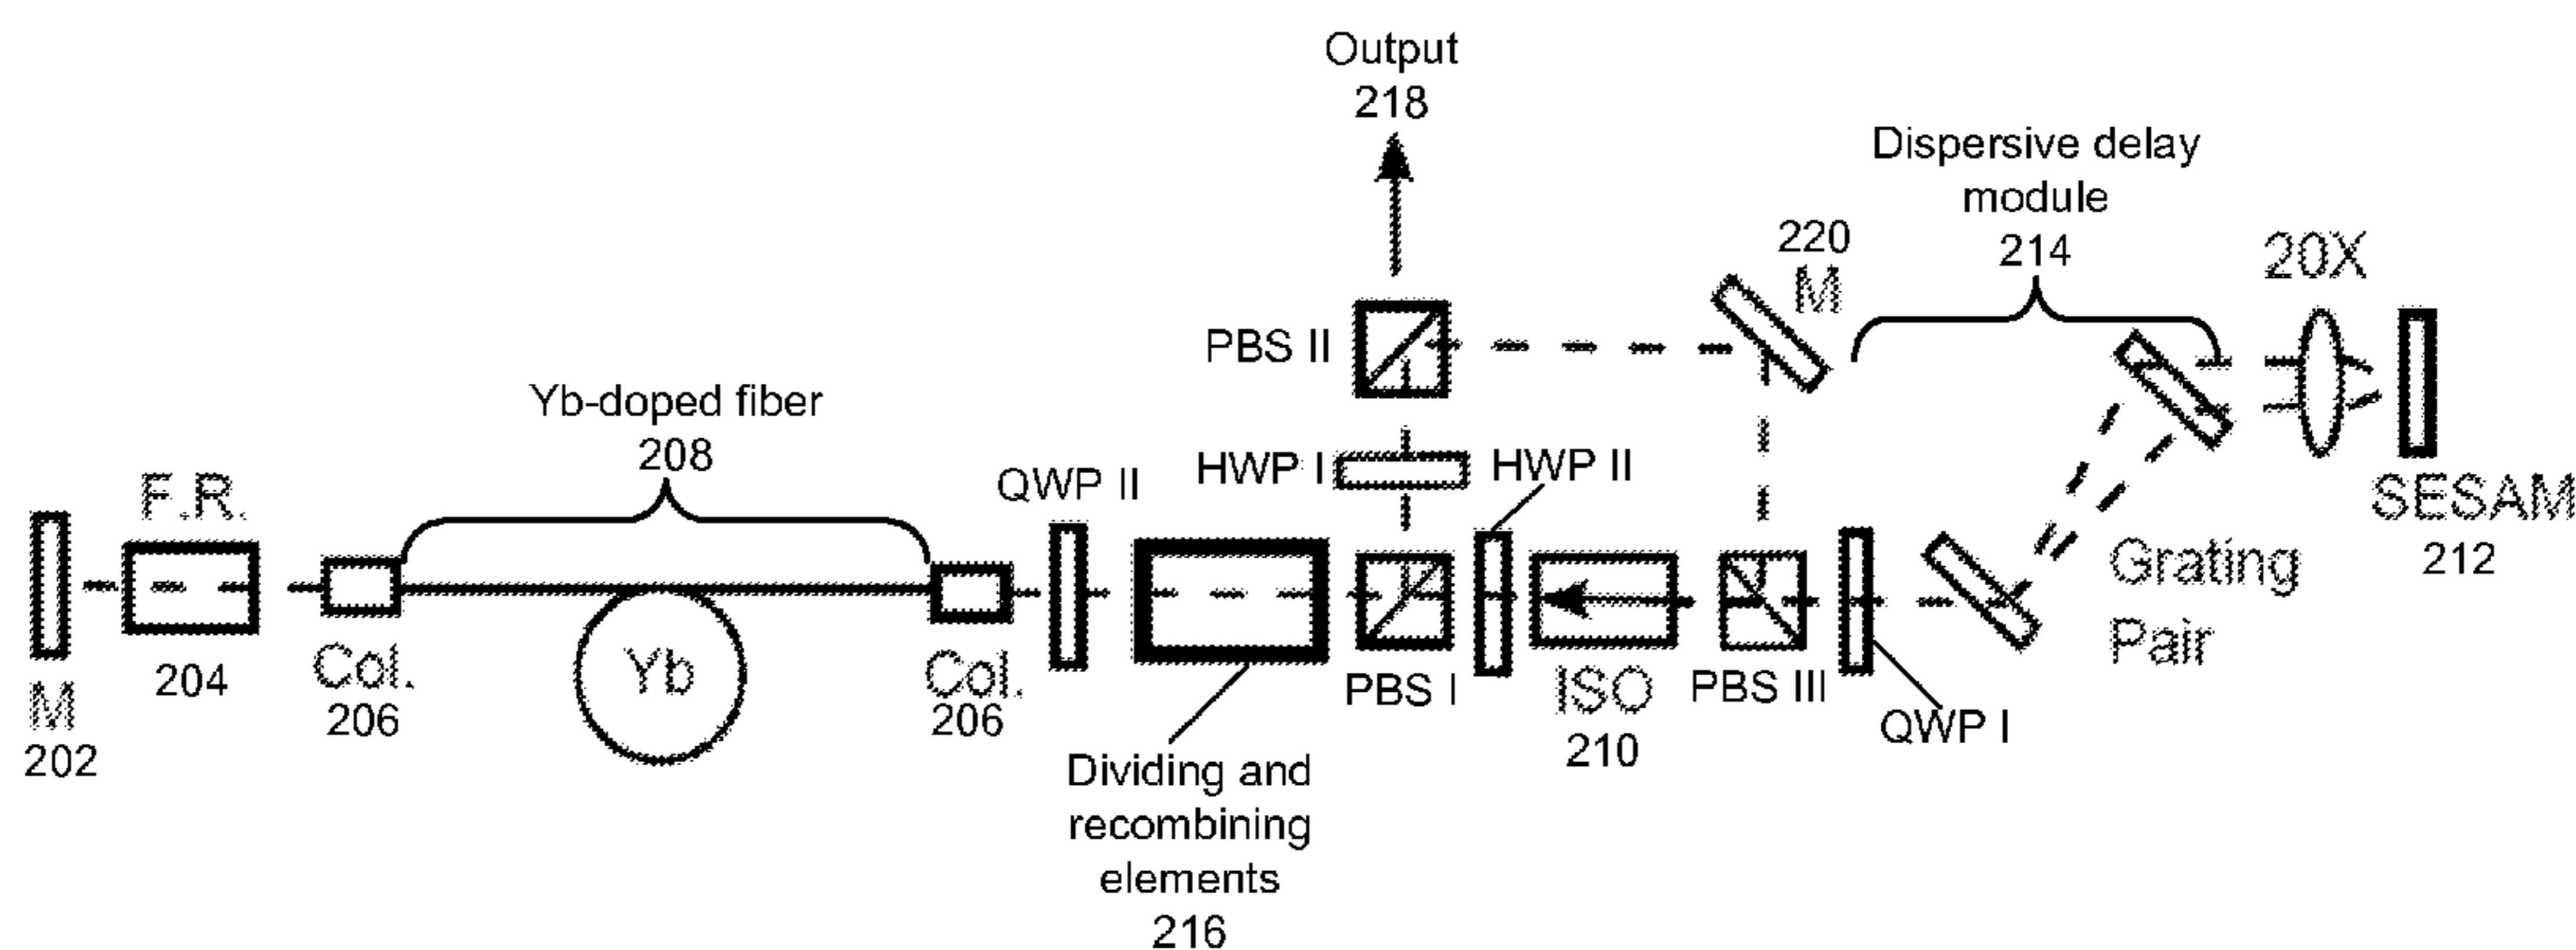 Output
218
Dispersive delay
module
214
220
M
20X
PBS II
Yb-doped fiber
208
HWP I
HWP II
F.R.
QWP II
SESAM
212
Grating
Pair
204
Col.
206
Yb
Col.
206
M
202
PBS I
ISO
210
PBS III
QWP I
Dividing and
recombining
elements
216